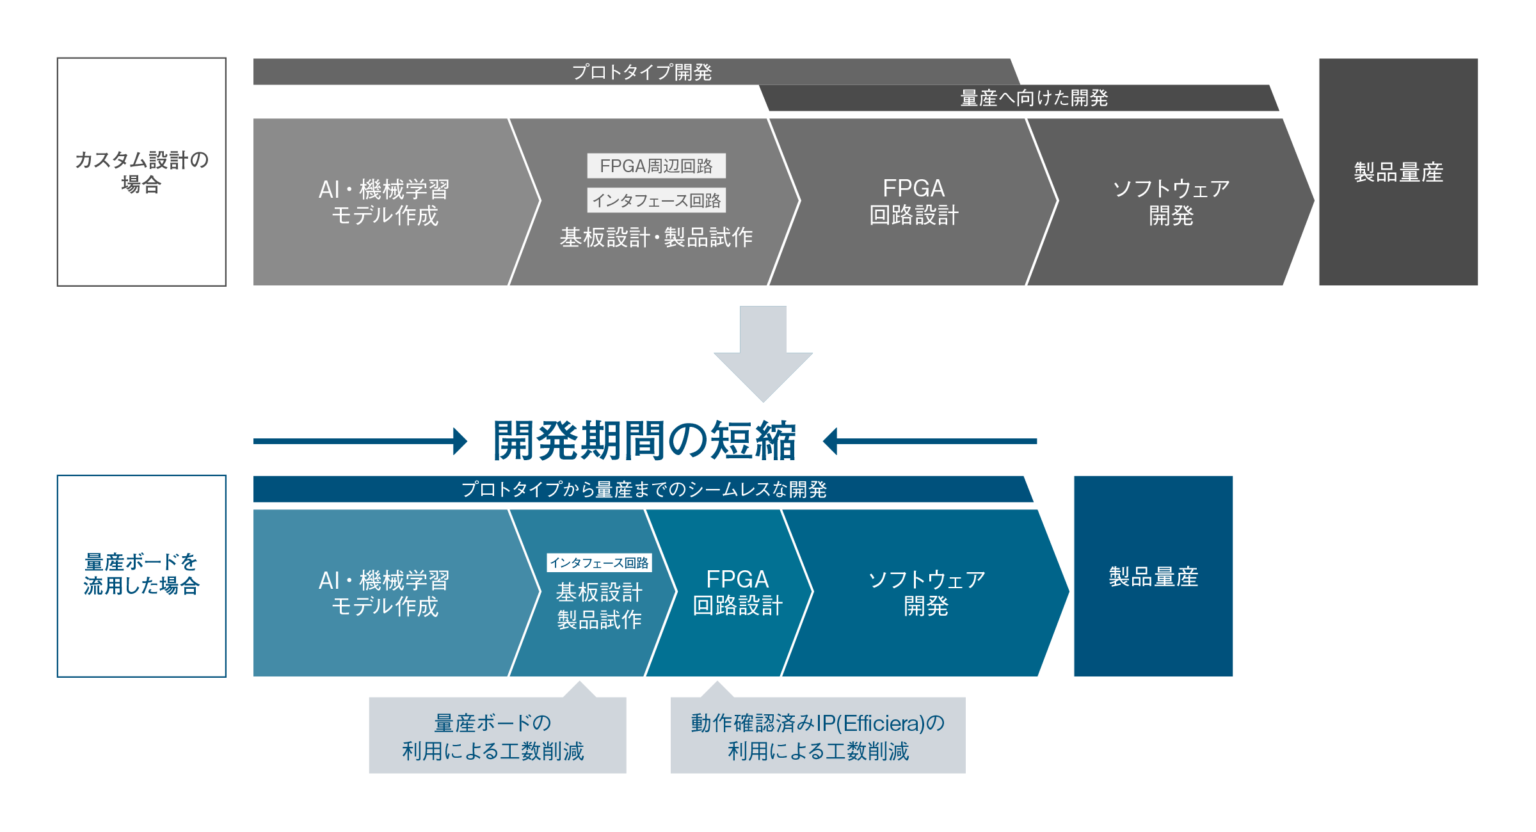 カスタム設計の
場合
プロトタイプ開発
量産へ向けた開発
AI・機械学習
モデル作成
FPGA周辺回路
インタフェース回路
基板設計・製品試作
FPGA
回路設計
ソフトウェア
開発
製品量産
開発期間の短縮
量産ボードを
流用した場合
プロトタイプから量産までのシームレスな開発
AI・機械学習
モデル作成
インタフェース回路
基板設計
製品試作
FPGA
回路設計
ソフトウェア
開発
製品量産
量産ボードの
利用による工数削減
動作確認済みIP(Efficiera)の
利用による工数削減